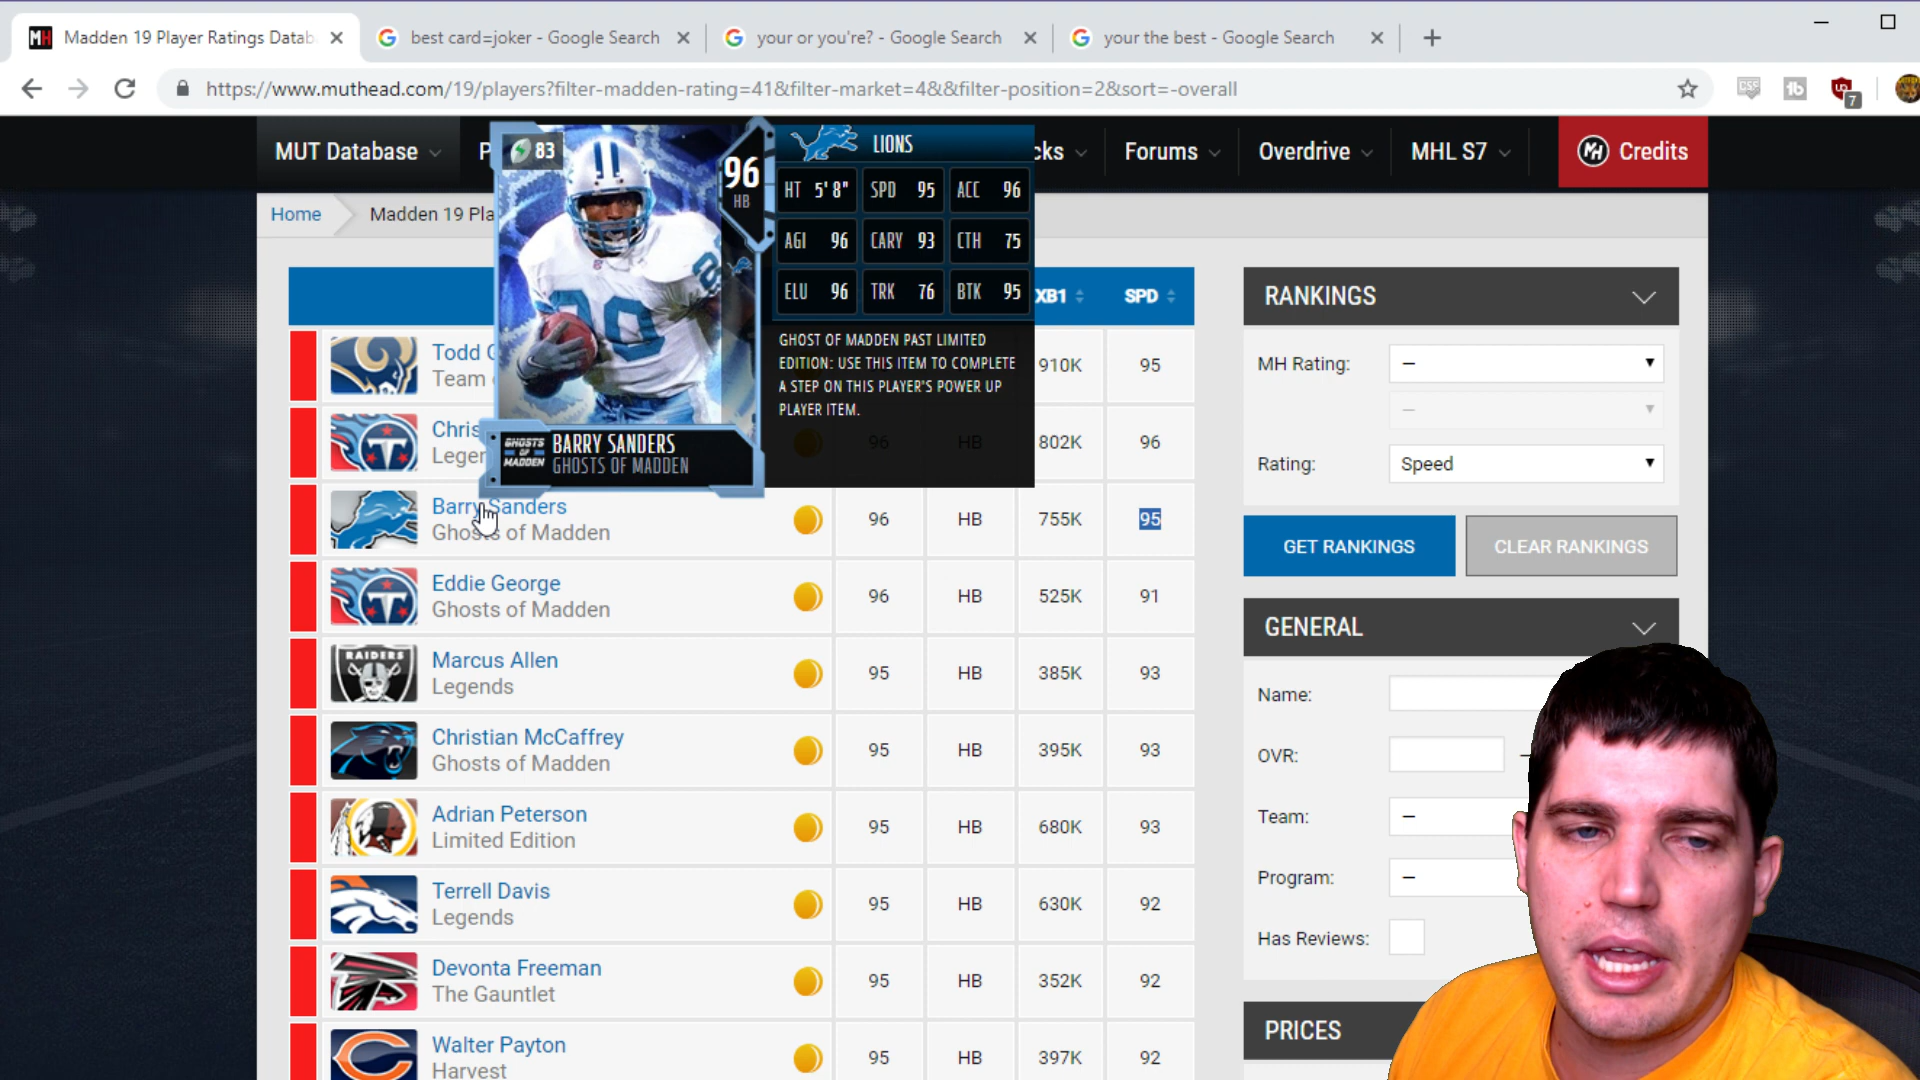 Madden 19 Player Ratings Datab
best card=joker - Google Search
your or you're? - Google Search
your the best - Google Search
https://www.muthead.com/19/players?filter-madden-rating=41&filter-market=4&&filter-position=2&sort=-overall
7
MUT Database
P
cks
Forums
Overdrive
MHL S7
Credits
Home
Madden 19 Pla
83
96
HB
LIONS
HT 5' 8" SPD 95 ACC 96
AGI 96 CARY 93 CTH 75
ELU 96 TRK 76 BTK 95
GHOST OF MADDEN PAST LIMITED
EDITION: USE THIS ITEM TO COMPLETE
A STEP ON THIS PLAYER'S POWER UP
PLAYER ITEM.
GHOSTS OF MADDEN
BARRY SANDERS
GHOSTS OF MADDEN
XB1 SPD
Todd G
Team
910K 95
Chris
Leger
96 HB 802K 96
Barry Sanders
Ghosts of Madden
96 HB 755K 95
Eddie George
Ghosts of Madden
96 HB 525K 91
RAIDERS
Marcus Allen
Legends
95 HB 385K 93
Christian McCaffrey
Ghosts of Madden
95 HB 395K 93
Adrian Peterson
Limited Edition
95 HB 680K 93
Terrell Davis
Legends
95 HB 630K 92
Devonta Freeman
The Gauntlet
95 HB 352K 92
Walter Payton
Harvest
95 HB 397K 92
RANKINGS
MH Rating: –
–
Rating: Speed
GET RANKINGS
CLEAR RANKINGS
GENERAL
Name:
OVR: –
Team: –
Program: –
Has Reviews:
PRICES